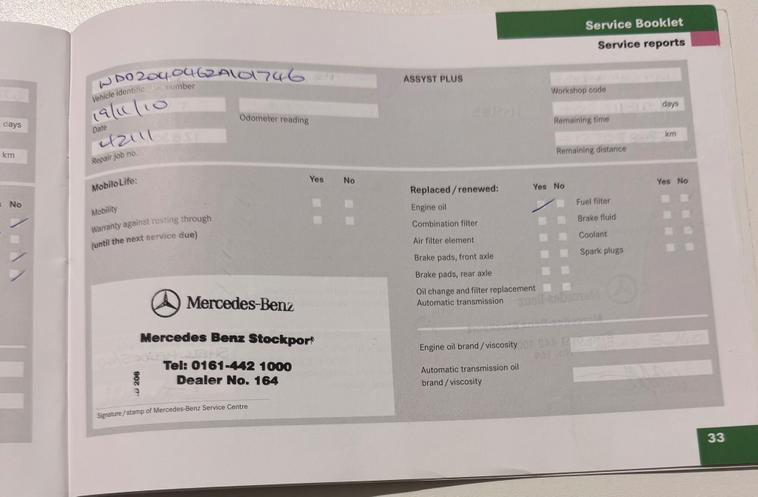 Service Booklet
Service reports
WDD2040462A101746
Vehicle identific number
19/11/10
Date
Odometer reading
42111
Repair job no.
ASSYST PLUS
Workshop code
days
Remaining time
km
Remaining distance
days
km
No
MobiloLife:
Yes No
Mobility
Warranty against rusting through
(until the next service due)
Replaced / renewed:
Yes No
Engine oil
Combination filter
Air filter element
Brake pads, front axle
Brake pads, rear axle
Oil change and filter replacement
Automatic transmission
Yes No
Fuel filter
Brake fluid
Coolant
Spark plugs
Mercedes-Benz
Mercedes Benz Stockport
Tel: 0161-442 1000
Dealer No. 164
206
Signature / stamp of Mercedes-Benz Service Centre
Engine oil brand / viscosity
Automatic transmission oil
brand / viscosity
33